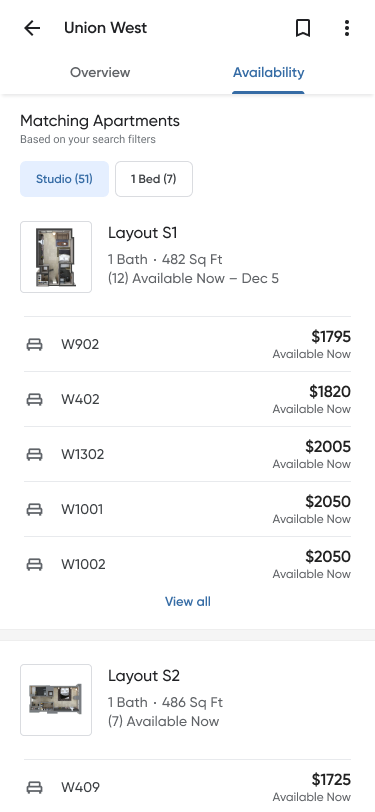 Union West
Overview
Availability
Matching Apartments
Based on your search filters
Studio (51)
1 Bed (7)
Layout S1
1 Bath · 482 Sq Ft
(12) Available Now – Dec 5
W902
$1795
Available Now
W402
$1820
Available Now
W1302
$2005
Available Now
W1001
$2050
Available Now
W1002
$2050
Available Now
View all
Layout S2
1 Bath · 486 Sq Ft
(7) Available Now
W409
$1725
Available Now